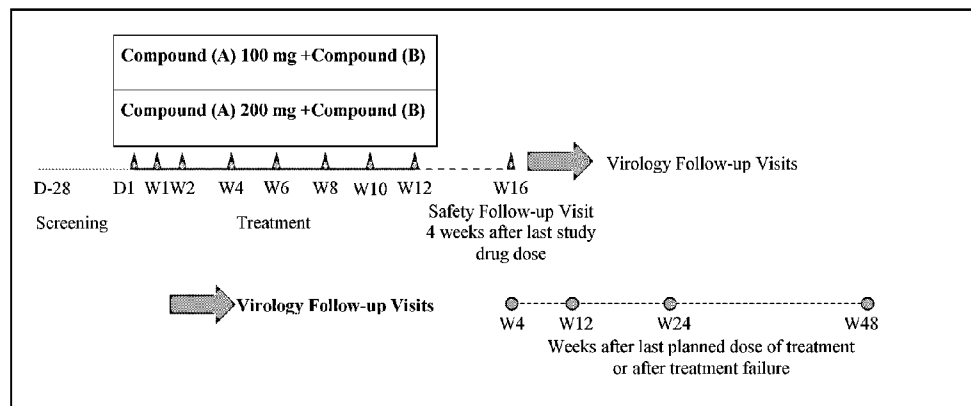 Compound (A) 100 mg +Compound (B)
Compound (A) 200 mg +Compound (B)
Virology Follow-up Visits
D-28 D1 W1 W2 W4 W6 W8 W10 W12 W16
Screening Treatment Safety Follow-up Visit
4 weeks after last study
drug dose
Virology Follow-up Visits
W4 W12 W24 W48
Weeks after last planned dose of treatment
or after treatment failure